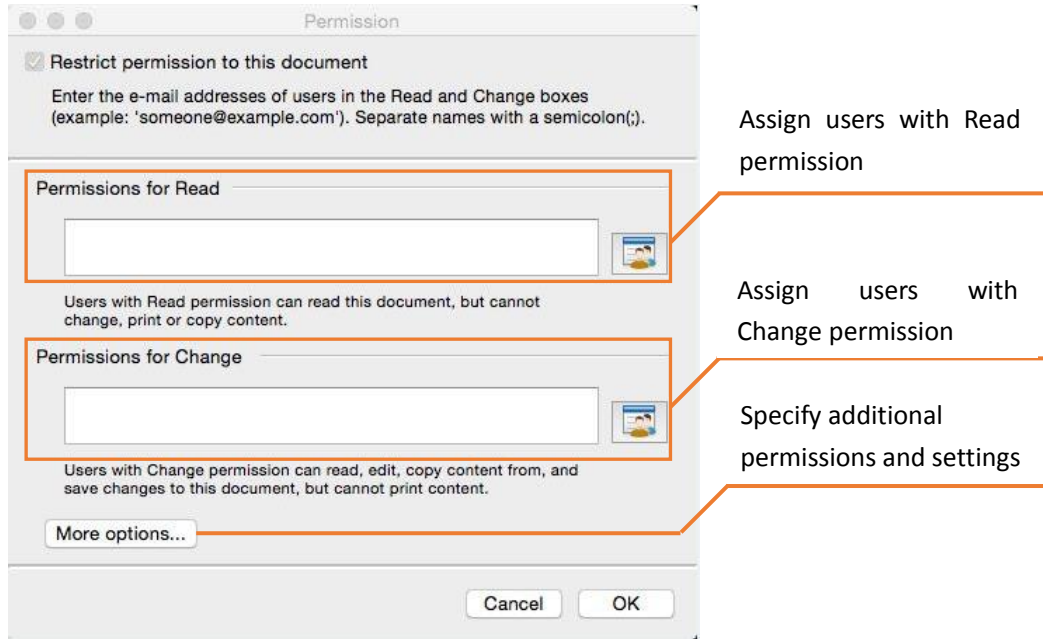 Permission
Restrict permission to this document
Enter the e-mail addresses of users in the Read and Change boxes
(example: 'someone@example.com'). Separate names with a semicolon(;).
Permissions for Read
Users with Read permission can read this document, but cannot
change, print or copy content.
Permissions for Change
Users with Change permission can read, edit, copy content from, and
save changes to this document, but cannot print content.
More options...
Cancel
OK
Assign users with Read
permission
Assign users with
Change permission
Specify additional
permissions and settings